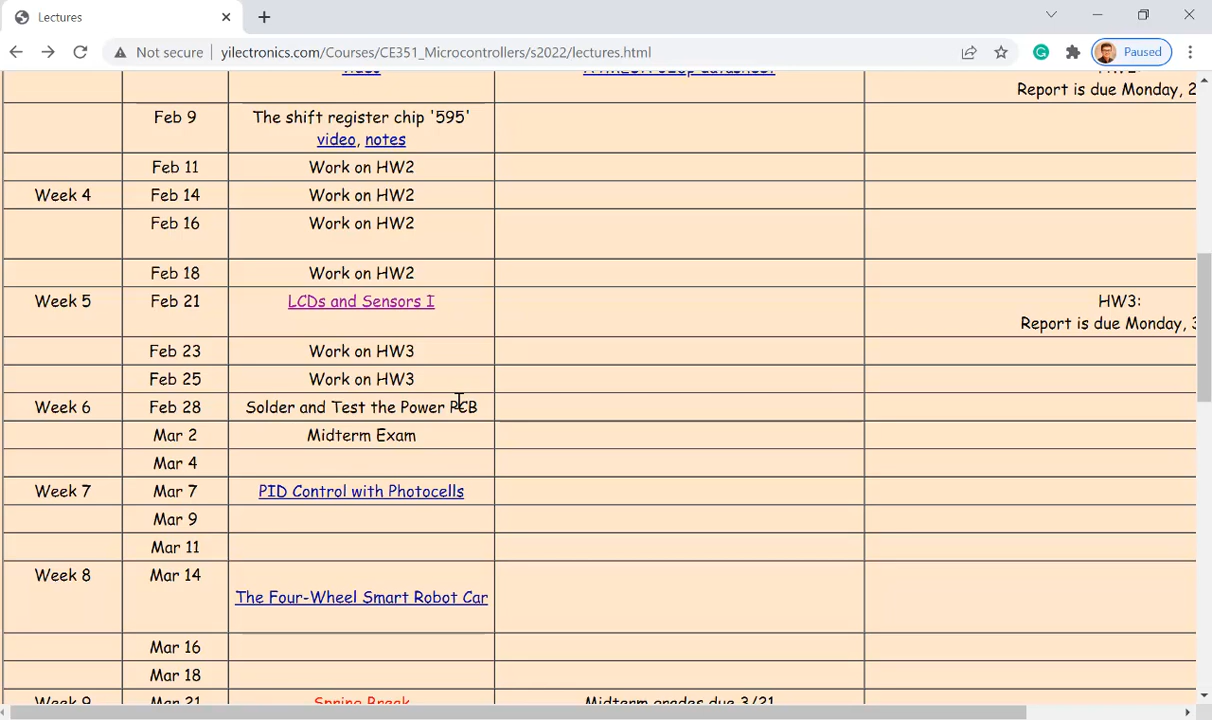 Lectures
Not secure yilectronics.com/Courses/CE351_Microcontrollers/s2022/lectures.html Paused
video
Report is due Monday, 2
Feb 9 The shift register chip '595'
video, notes
Feb 11 Work on HW2
Week 4 Feb 14 Work on HW2
Feb 16 Work on HW2
Feb 18 Work on HW2
Week 5 Feb 21 LCDs and Sensors I HW3:
Report is due Monday, 3
Feb 23 Work on HW3
Feb 25 Work on HW3
Week 6 Feb 28 Solder and Test the Power PCB
Mar 2 Midterm Exam
Mar 4
Week 7 Mar 7 PID Control with Photocells
Mar 9
Mar 11
Week 8 Mar 14
The Four-Wheel Smart Robot Car
Mar 16
Mar 18
Week 9 Mar 21 Spring Break Midterm grades due 3/21